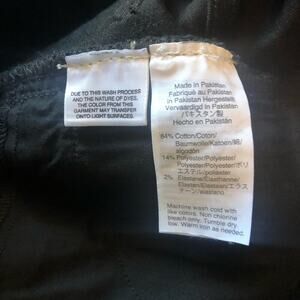 DUE TO THIS WASH PROCESS
AND THE NATURE OF DYES.
THE COLOR FROM THIS
GARMENT MAY TRANSFER
ONTO LIGHT SURFACES.
Made in Pakistan
Fabriqué au Pakistan
in Pakistan Hergestellt
Vervaardigd in Pakistan
パキスタン製
Hecho en Pakistán
64% Cotton/Coton/
Baumwolle/Katoen/綿/
algodón
14% Polyester/Polyester/
Polyester/Polyester/ポリ
エステル/poliéster
2% Elastane/Élasthanne/
Elastan/Elastaan/エラス
テーン/elastano
Machine wash cold with
like colors. Non chlorine
bleach only. Tumble dry
low. Warm iron as needed.